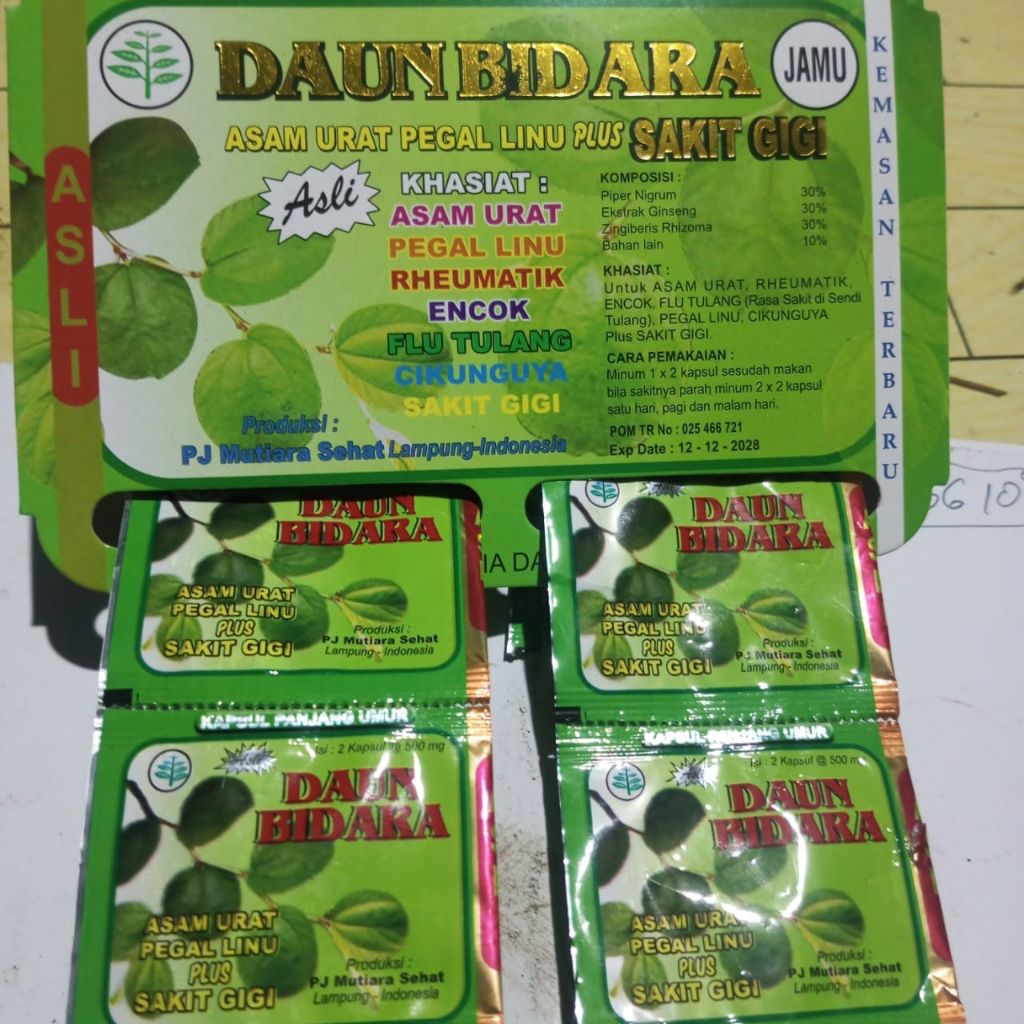 DAUN BIDARA
JAMU
ASAM URAT PEGAL LINU PLUS SAKIT GIGI
ASLI
Asli
KHASIAT :
ASAM URAT
PEGAL LINU
RHEUMATIK
ENCOK
FLU TULANG
CIKUNGUYA
SAKIT GIGI
Produksi :
PJ Mutiara Sehat Lampung-Indonesia
KOMPOSISI :
Piper Nigrum 30%
Ekstrak Ginseng 30%
Zingiberis Rhizoma 30%
Bahan lain 10%
KHASIAT :
Untuk ASAM URAT, RHEUMATIK,
ENCOK, FLU TULANG (Rasa Sakit di Sendi
Tulang), PEGAL LINU, CIKUNGUYA
Plus SAKIT GIGI.
CARA PEMAKAIAN :
Minum 1 x 2 kapsul sesudah makan
bila sakitnya parah minum 2 x 2 kapsul
satu hari, pagi dan malam hari.
POM TR No : 025 466 721
Exp Date : 12 - 12 - 2028
KEMASAN TERBARU
DAUN
BIDARA
ASAM URAT
PEGAL LINU
PLUS
SAKIT GIGI
Produksi :
PJ Mutiara Sehat
Lampung - Indonesia
1
DAUN
BIDARA
ASAM URAT
PEGAL LINU
PLUS
SAKIT GIGI
Produksi :
PJ Mutiara Sehat
Lampung - Indonesia
1
KAPSUL PANJANG UMUR
Isi : 2 Kapsul @ 500 mg
DAUN
BIDARA
ASAM URAT
PEGAL LINU
PLUS
SAKIT GIGI
Produksi :
PJ Mutiara Sehat
Lampung - Indonesia
KAPSUL PANJANG UMUR
Isi : 2 Kapsul @ 500 mg
DAUN
BIDARA
ASAM URAT
PEGAL LINU
PLUS
SAKIT GIGI
Produksi :
PJ Mutiara Sehat
Lampung - Indonesia